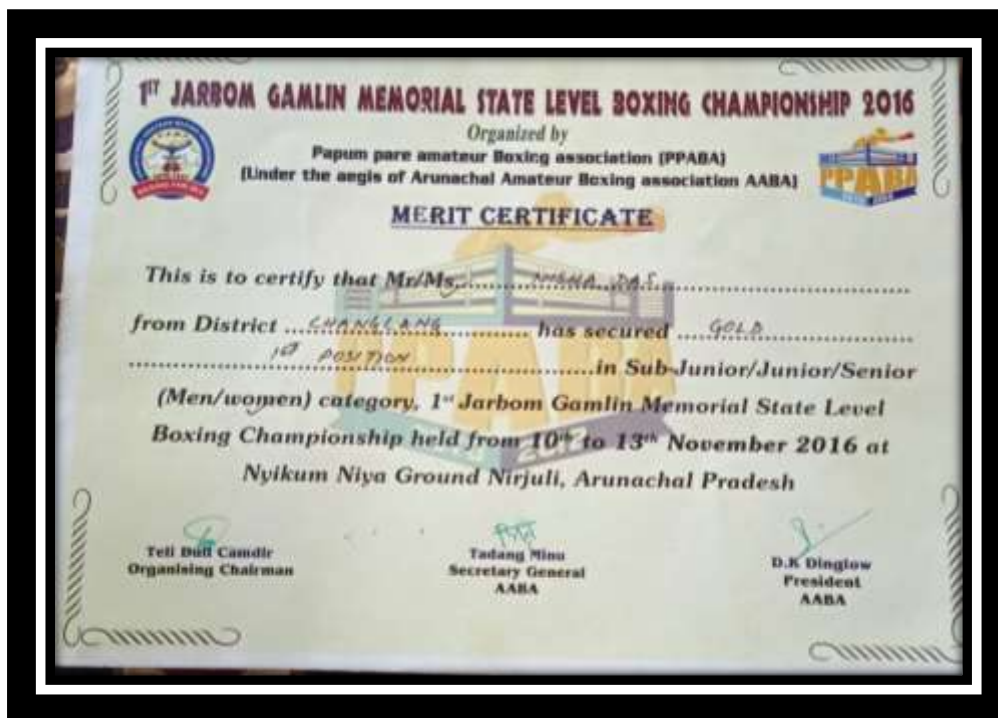 1ST JARBOM GAMLIN MEMORIAL STATE LEVEL BOXING CHAMPIONSHIP 2016
Organized by
Papum pare amateur Boxing association (PPABA)
(Under the aegis of Arunachal Amateur Boxing association AABA)
PPABA
MERIT CERTIFICATE
This is to certify that Mr/Ms.......... DAS ..........
from District .... CHANGLANG .......... has secured .... GOLD ..........
.......... 1st POSITION ..........in Sub-Junior/Junior/Senior
(Men/women) category, 1st Jarbom Gamlin Memorial State Level
Boxing Championship held from 10th to 13th November 2016 at
Nyikum Niya Ground Nirjuli, Arunachal Pradesh
PPABA
Teli Camdir
Organising Chairman
Tadang Minu
Secretary General
AABA
D.K Dinglow
President
AABA